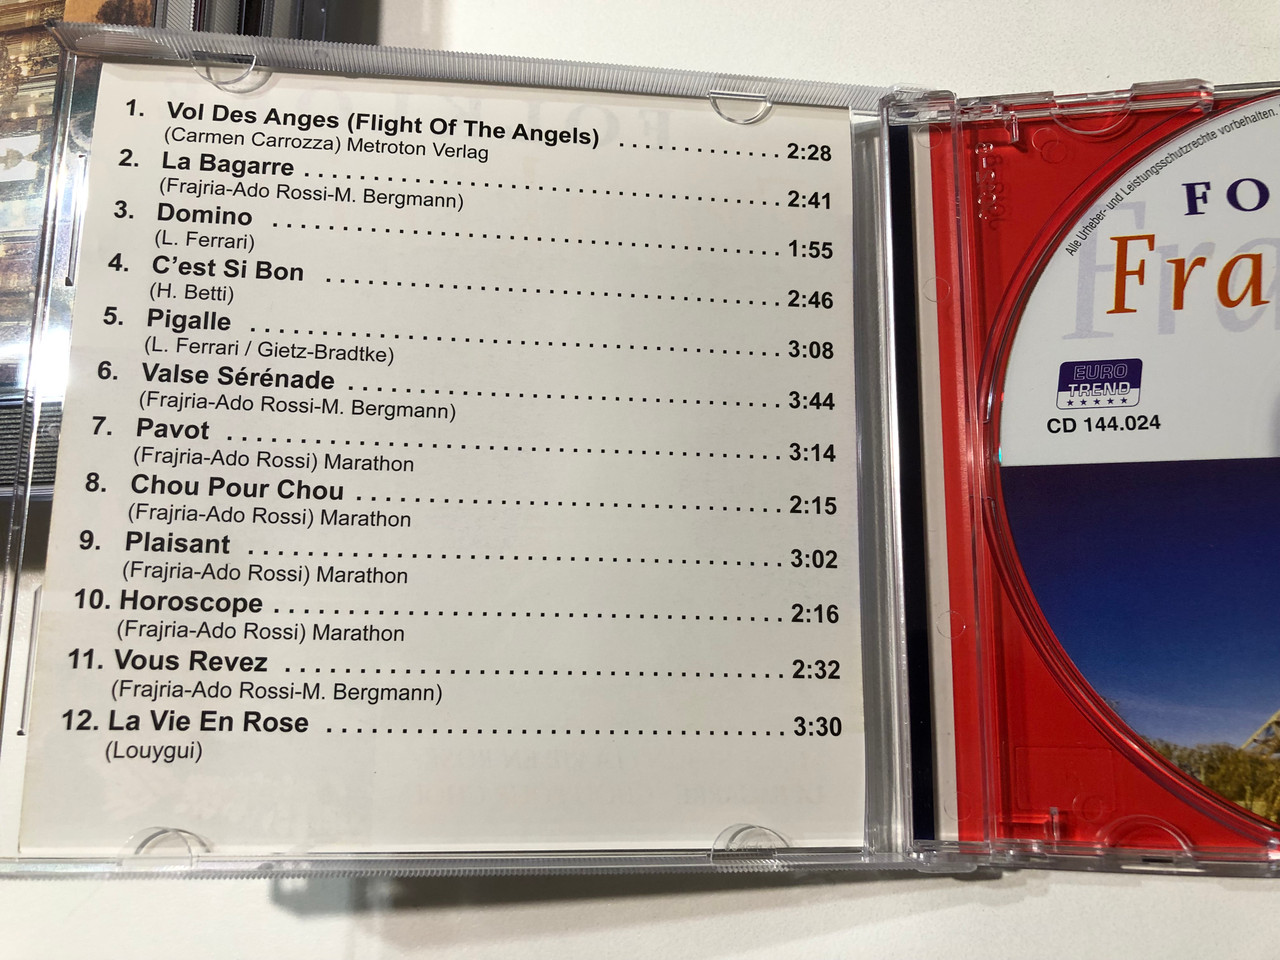 1. Vol Des Anges (Flight Of The Angels) . . . . . . . . . . . . . 2:28
(Carmen Carrozza) Metroton Verlag
2. La Bagarre . . . . . . . . . . . . . . . . . . . . . . . . . . . . . . . . . . . . . . . 2:41
(Frajria-Ado Rossi-M. Bergmann)
3. Domino . . . . . . . . . . . . . . . . . . . . . . . . . . . . . . . . . . . . . . . . . . 1:55
(L. Ferrari)
4. C’est Si Bon . . . . . . . . . . . . . . . . . . . . . . . . . . . . . . . . . . . . . 2:46
(H. Betti)
5. Pigalle . . . . . . . . . . . . . . . . . . . . . . . . . . . . . . . . . . . . . . . . . . . 3:08
(L. Ferrari / Gietz-Bradtke)
6. Valse Sérénade . . . . . . . . . . . . . . . . . . . . . . . . . . . . . . . . . . . 3:44
(Frajria-Ado Rossi-M. Bergmann)
7. Pavot . . . . . . . . . . . . . . . . . . . . . . . . . . . . . . . . . . . . . . . . . . . . . 3:14
(Frajria-Ado Rossi) Marathon
8. Chou Pour Chou . . . . . . . . . . . . . . . . . . . . . . . . . . . . . . . . . . 2:15
(Frajria-Ado Rossi) Marathon
9. Plaisant . . . . . . . . . . . . . . . . . . . . . . . . . . . . . . . . . . . . . . . . . . . 3:02
(Frajria-Ado Rossi) Marathon
10. Horoscope . . . . . . . . . . . . . . . . . . . . . . . . . . . . . . . . . . . . . . . . 2:16
(Frajria-Ado Rossi) Marathon
11. Vous Revez . . . . . . . . . . . . . . . . . . . . . . . . . . . . . . . . . . . . . . . 2:32
(Frajria-Ado Rossi-M. Bergmann)
12. La Vie En Rose . . . . . . . . . . . . . . . . . . . . . . . . . . . . . . . . . . . . 3:30
(Louygui)
Alle Urheber- und Leistungsschutzrechte vorbehalten.
FO
Fra
EURO
TREND
CD 144.024